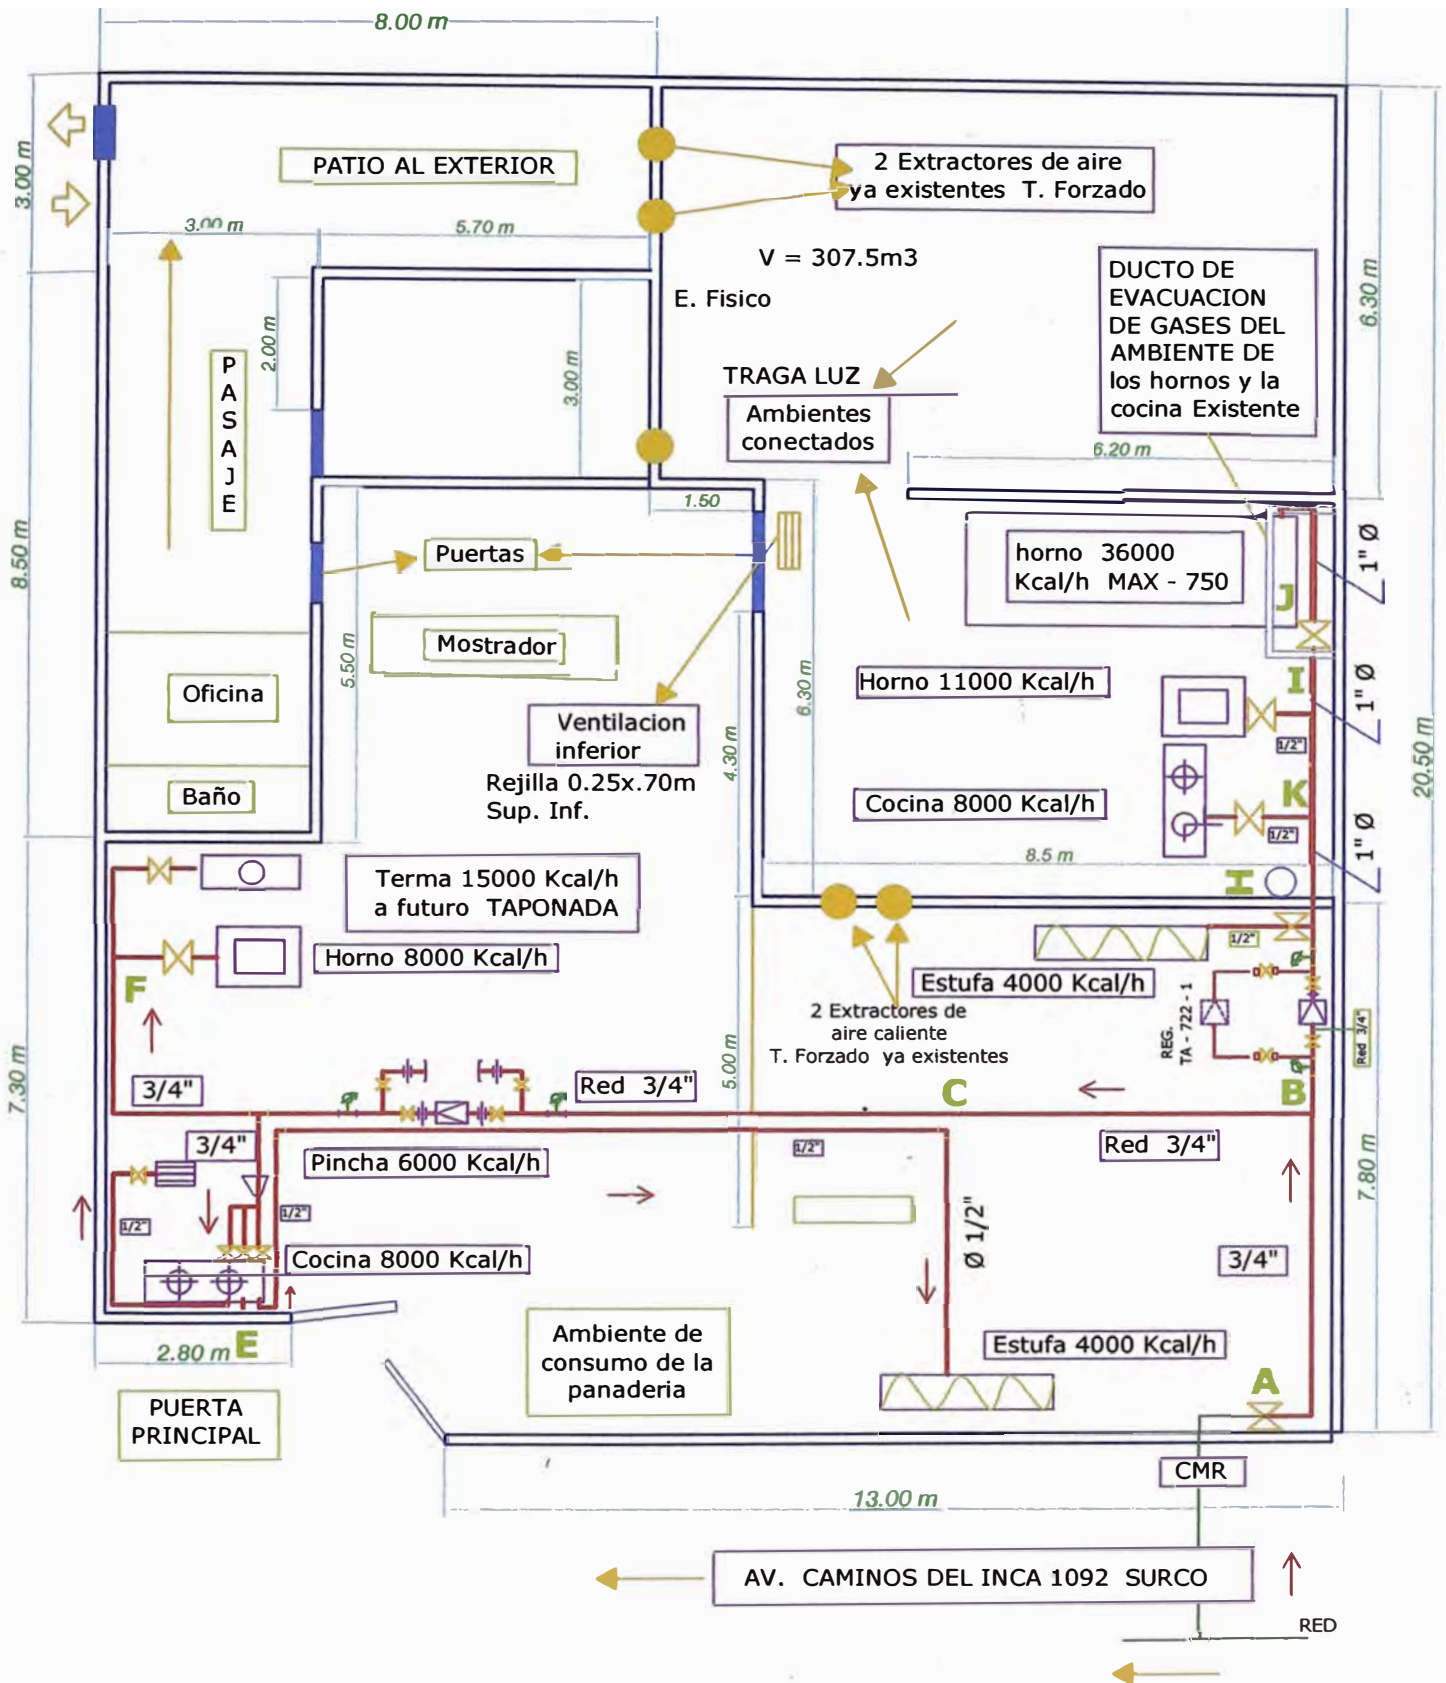 8.00 m
PATIO AL EXTERIOR
2 Extractores de aire
ya existentes T. Forzado
3.00 m
3.00 m
5.70 m
V = 307.5m3
E. Fisico
DUCTO DE
EVACUACION
DE GASES DEL
AMBIENTE DE
los hornos y la
cocina Existente
6.30 m
2.00 m
3.00 m
P
A
S
A
J
E
TRAGA LUZ
Ambientes
conectados
6.20 m
1.50
8.50 m
Puertas
horno 36000
Kcal/h MAX - 750
1" Ø
J
Mostrador
5.50 m
Oficina
6.30 m
Horno 11000 Kcal/h
I
1" Ø
Ventilacion
inferior
Rejilla 0.25x.70m
Sup. Inf.
4.30 m
1/2"
20.50 m
Baño
Cocina 8000 Kcal/h
K
1/2"
1" Ø
8.5 m
Terma 15000 Kcal/h
a futuro TAPONADA
H
Horno 8000 Kcal/h
1/2"
F
Estufa 4000 Kcal/h
2 Extractores de
aire caliente
T. Forzado ya existentes
REG.
TA - 722 - 1
Red 3/4"
7.30 m
5.00 m
3/4"
Red 3/4"
C
B
3/4"
Pincha 6000 Kcal/h
1/2"
Red 3/4"
7.80 m
1/2"
1/2"
Ø 1/2"
Cocina 8000 Kcal/h
3/4"
Ambiente de
consumo de la
panaderia
Estufa 4000 Kcal/h
2.80 m
E
A
PUERTA
PRINCIPAL
CMR
13.00 m
AV. CAMINOS DEL INCA 1092 SURCO
RED